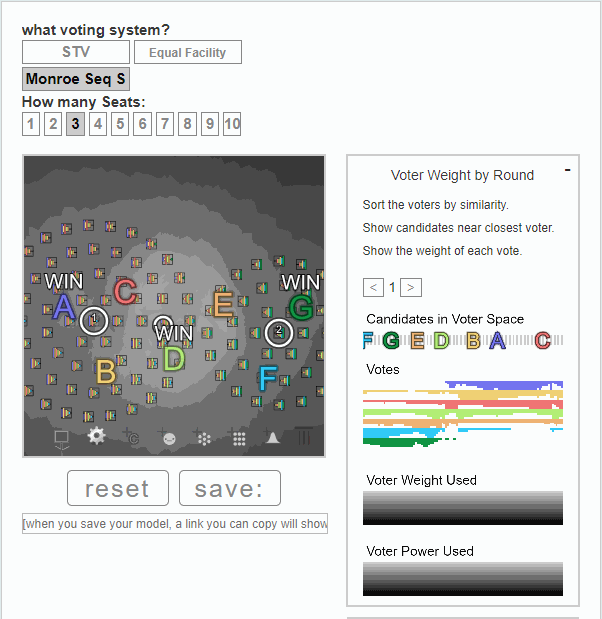 what voting system?
STV
Equal Facility
Monroe Seq S
How many Seats:
1 2 3 4 5 6 7 8 9 10
WIN
WIN
A
C
E
G
1
2
WIN
B
D
F
reset
save:
[when you save your model, a link you can copy will show
Voter Weight by Round
-
Sort the voters by similarity.
Show candidates near closest voter.
Show the weight of each vote.
< 1 >
Candidates in Voter Space
F G E D B A C
Votes
Voter Weight Used
Voter Power Used